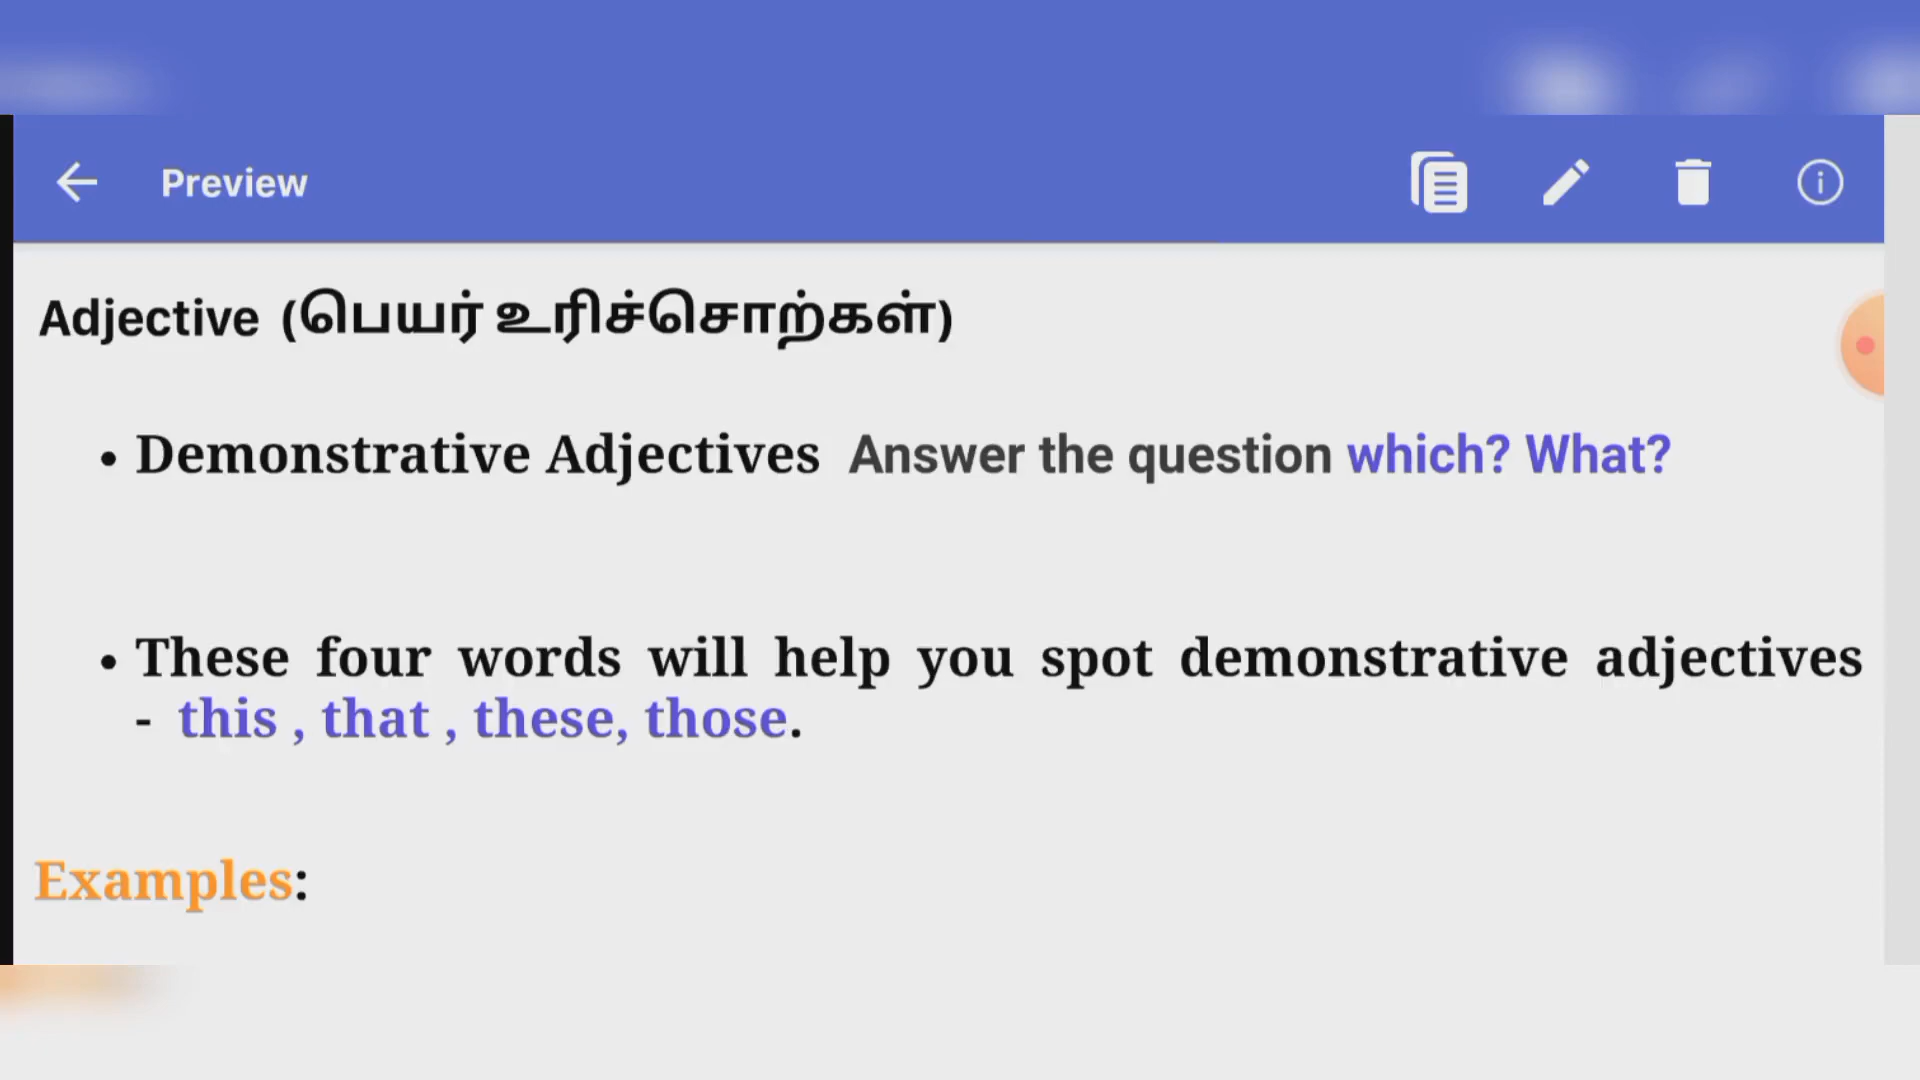 Preview
Adjective (பெயர் உரிச்சொற்கள்)
• Demonstrative Adjectives Answer the question which? What?
• These four words will help you spot demonstrative adjectives
- this , that , these, those.
Examples: